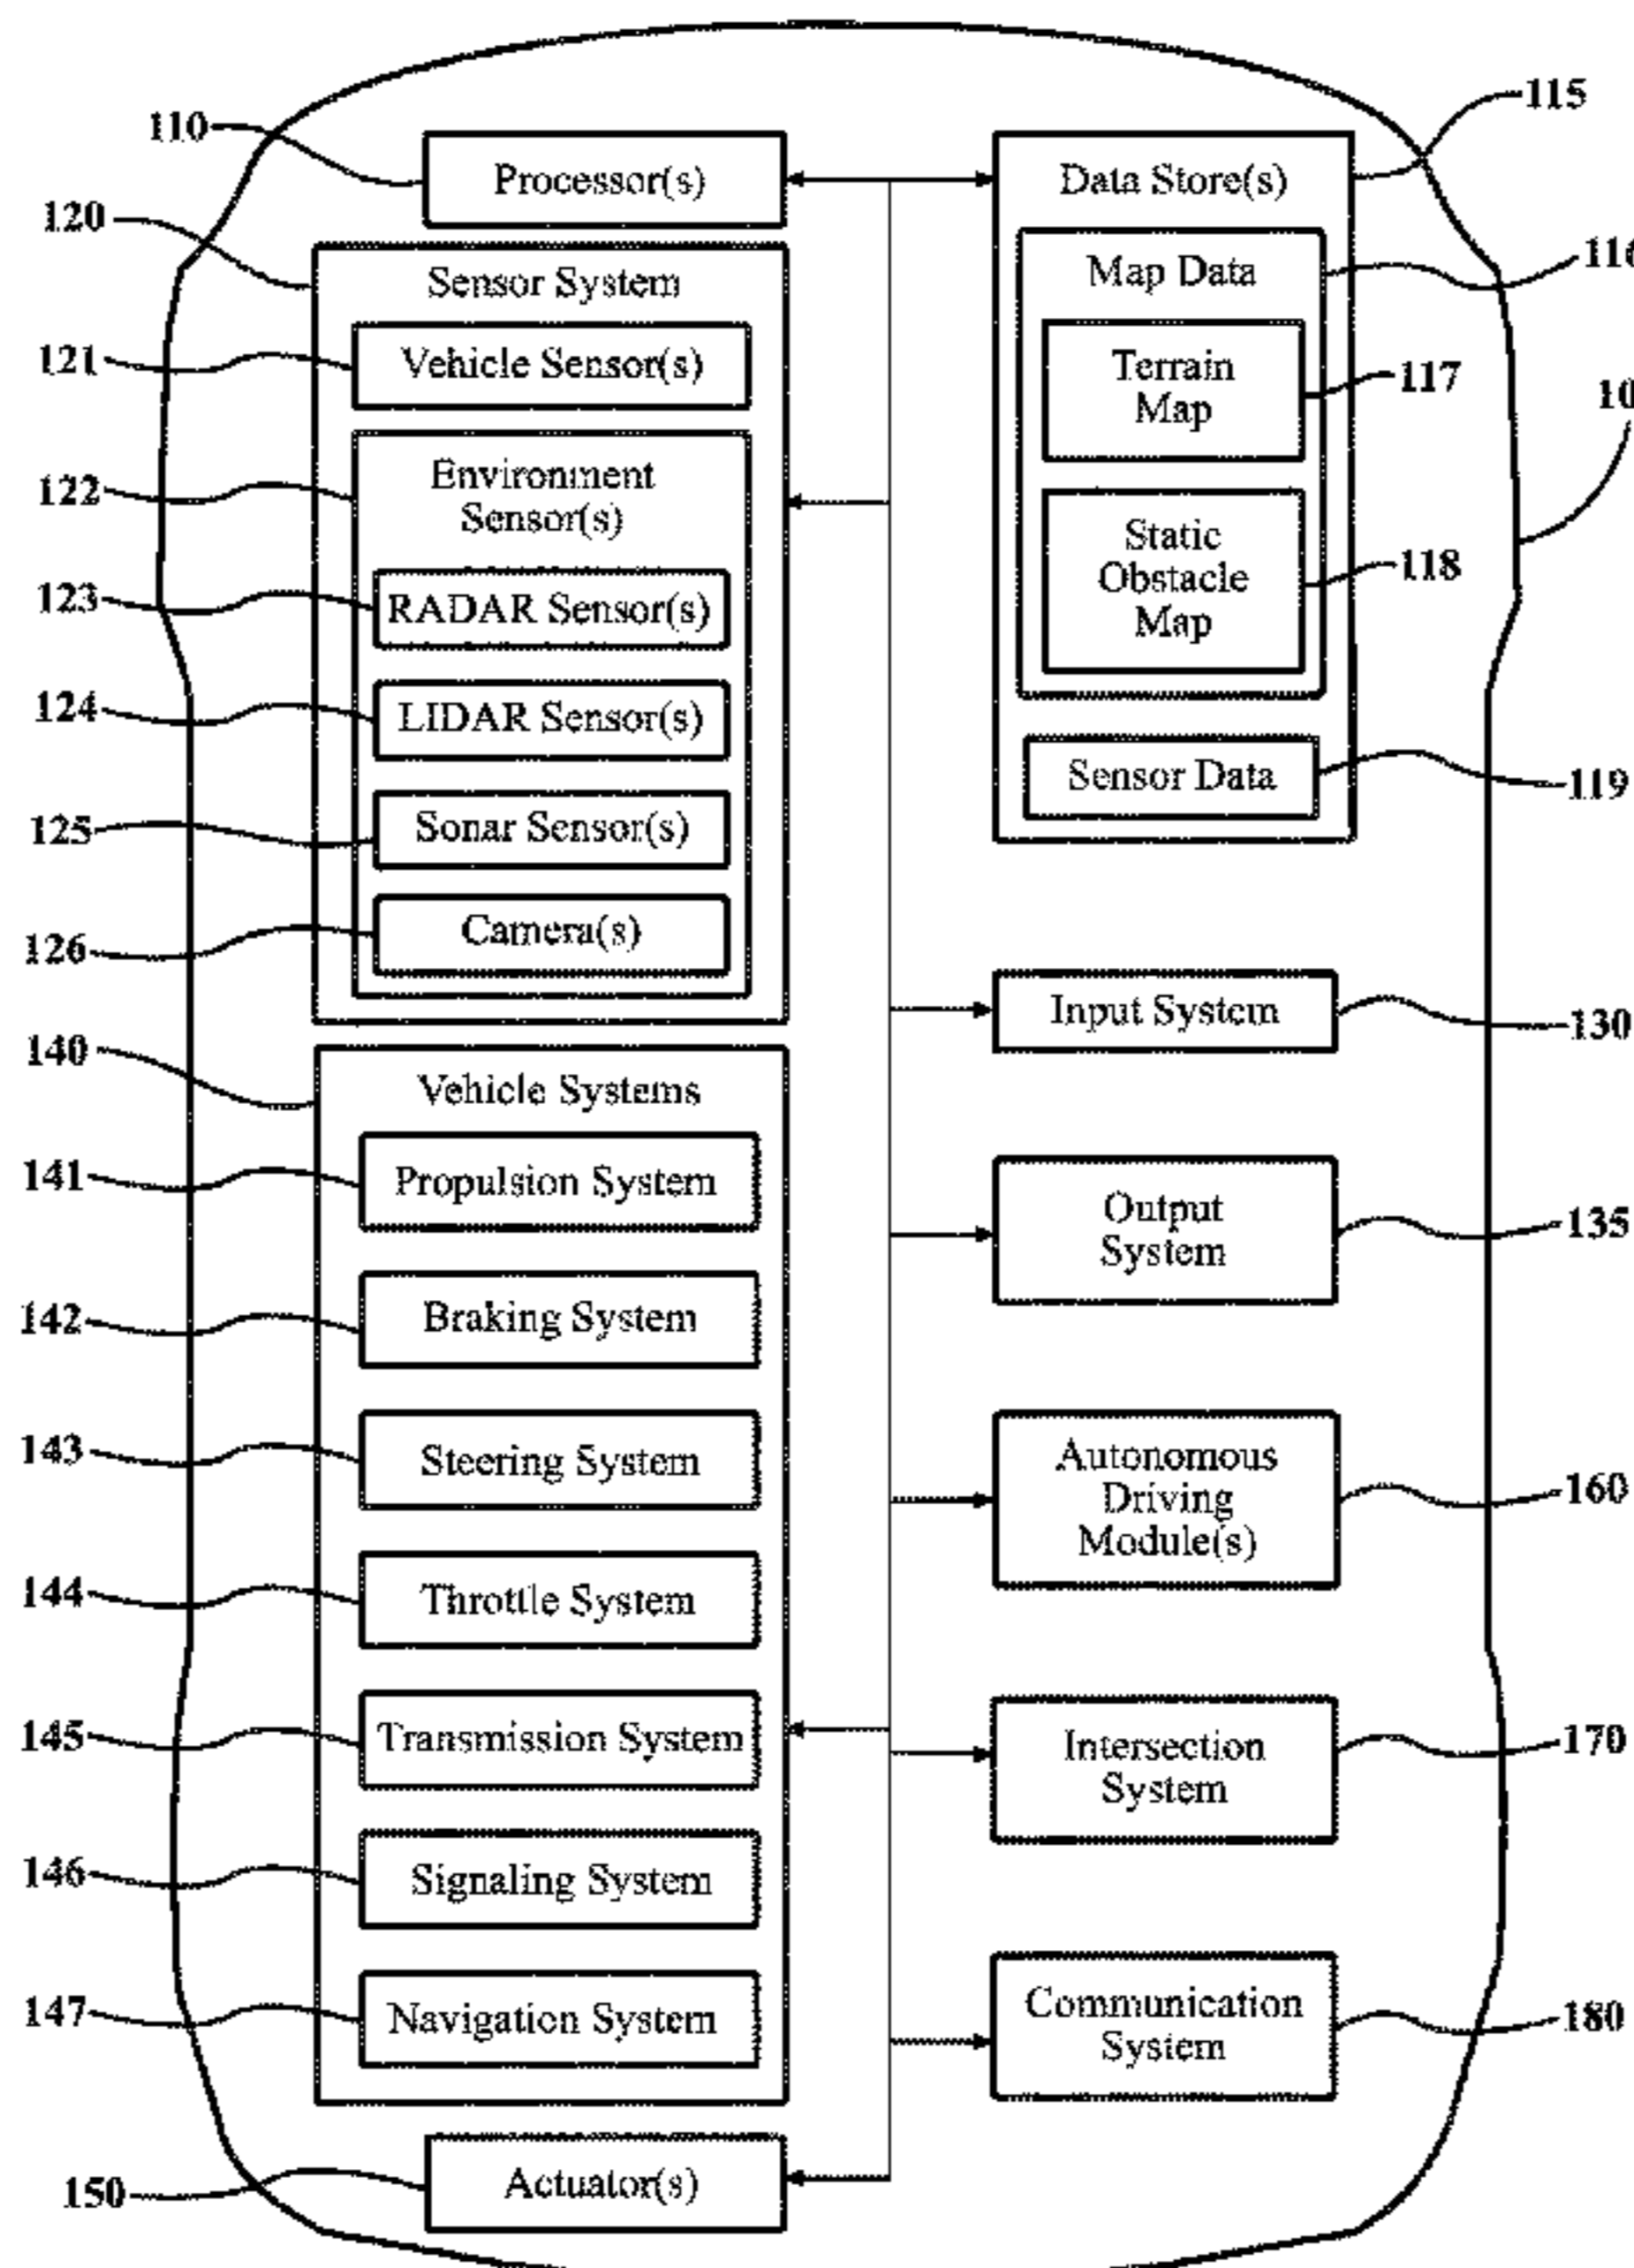 110
Processor(s)
120
Sensor System
121
Vehicle Sensor(s)
122
Environment
Sensor(s)
123
RADAR Sensor(s)
124
LIDAR Sensor(s)
125
Sonar Sensor(s)
126
Camera(s)
140
Vehicle Systems
141
Propulsion System
142
Braking System
143
Steering System
144
Throttle System
145
Transmission System
146
Signaling System
147
Navigation System
150
Actuator(s)
115
Data Store(s)
116
Map Data
Terrain
Map
117
10
Static
Obstacle
Map
118
Sensor Data
119
Input System
130
Output
System
135
Autonomous
Driving
Module(s)
160
Intersection
System
170
Communication
System
180